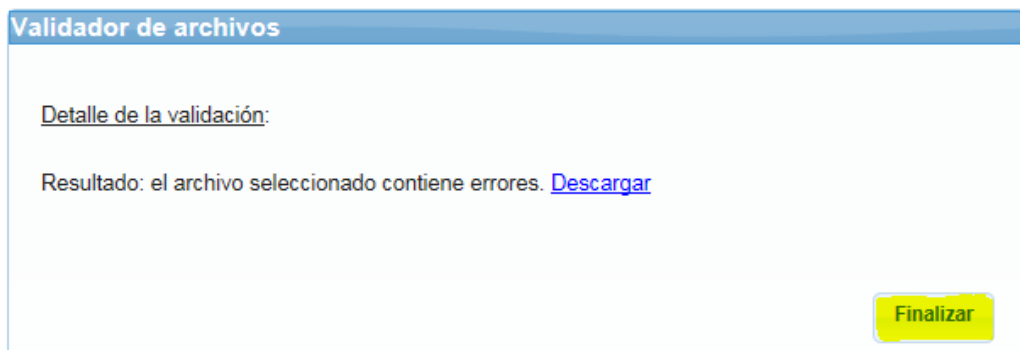 Validador de archivos
Detalle de la validación:
Resultado: el archivo seleccionado contiene errores. Descargar
Finalizar